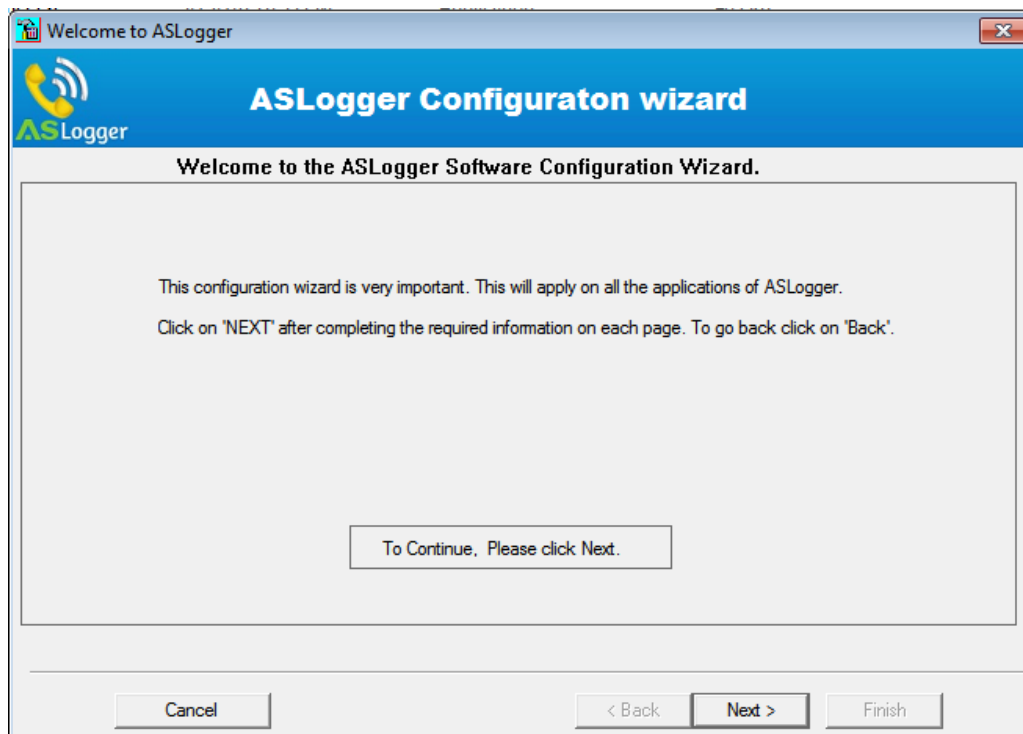 Welcome to ASLogger
ASLogger
ASLogger Configuraton wizard
Welcome to the ASLogger Software Configuration Wizard.
This configuration wizard is very important. This will apply on all the applications of ASLogger.
Click on "NEXT" after completing the required information on each page. To go back click on "Back".
To Continue, Please click Next.
Cancel
< Back
Next >
Finish